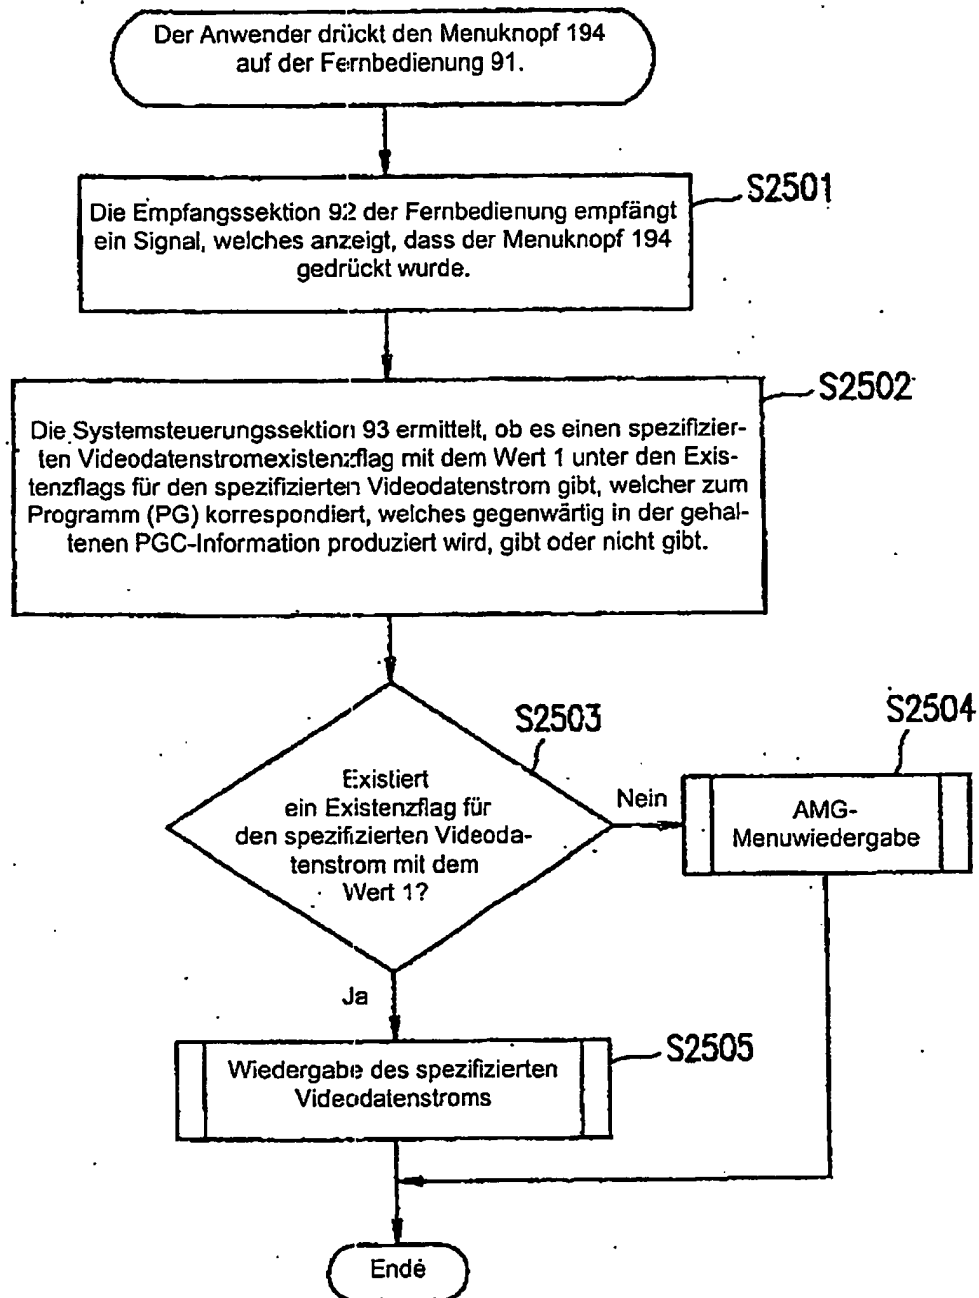 Der Anwender drückt den Menuknopf 194
auf der Fernbedienung 91.
S2501
Die Empfangssektion 92 der Fernbedienung empfängt
ein Signal, welches anzeigt, dass der Menuknopf 194
gedrückt wurde.
S2502
Die Systemsteuerungssektion 93 ermittelt, ob es einen spezifizier-
ten Videodatenstromexistenzflag mit dem Wert 1 unter den Exis-
tenzflags für den spezifizierten Videodatenstrom gibt, welcher zum
Programm (PG) korrespondiert, welches gegenwärtig in der gehal-
tenen PGC-Information produziert wird, gibt oder nicht gibt.
S2503
S2504
Existiert
ein Existenzflag für
den spezifizierten Videoda-
tenstrom mit dem
Wert 1?
Nein
AMG-
Menuwiedergabe
Ja
S2505
Wiedergabe des spezifizierten
Videodatenstroms
Ende